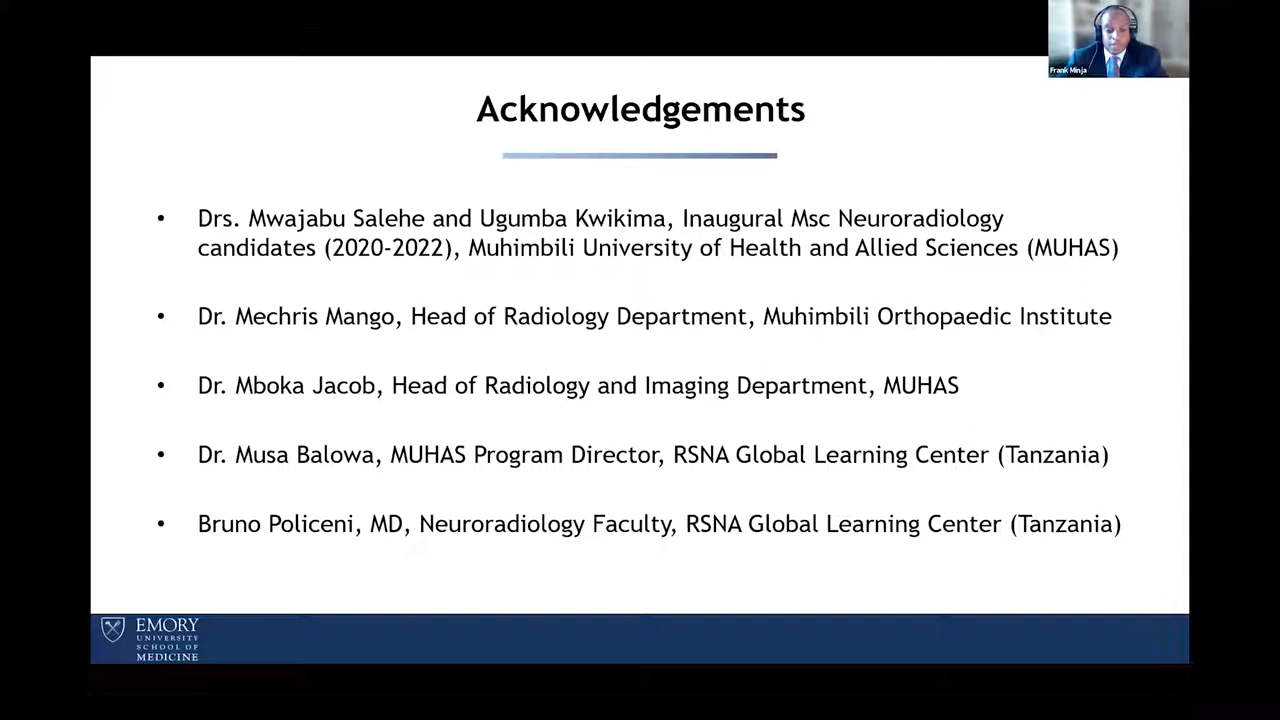 Frank Minja
Acknowledgements
• Drs. Mwajabu Salehe and Ugumba Kwikima, Inaugural Msc Neuroradiology
candidates (2020-2022), Muhimbili University of Health and Allied Sciences (MUHAS)
• Dr. Mechris Mango, Head of Radiology Department, Muhimbili Orthopaedic Institute
• Dr. Mboka Jacob, Head of Radiology and Imaging Department, MUHAS
• Dr. Musa Balowa, MUHAS Program Director, RSNA Global Learning Center (Tanzania)
• Bruno Policeni, MD, Neuroradiology Faculty, RSNA Global Learning Center (Tanzania)
EMORY
UNIVERSITY
SCHOOL OF
MEDICINE